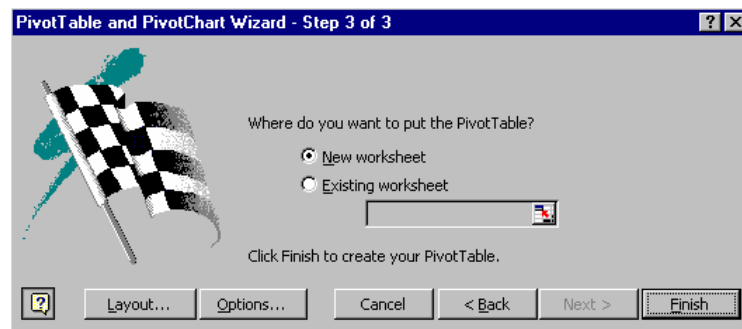 PivotTable and PivotChart Wizard - Step 3 of 3
Where do you want to put the PivotTable?
New worksheet
Existing worksheet
Click Finish to create your PivotTable.
Layout... Options... Cancel < Back Next > Finish